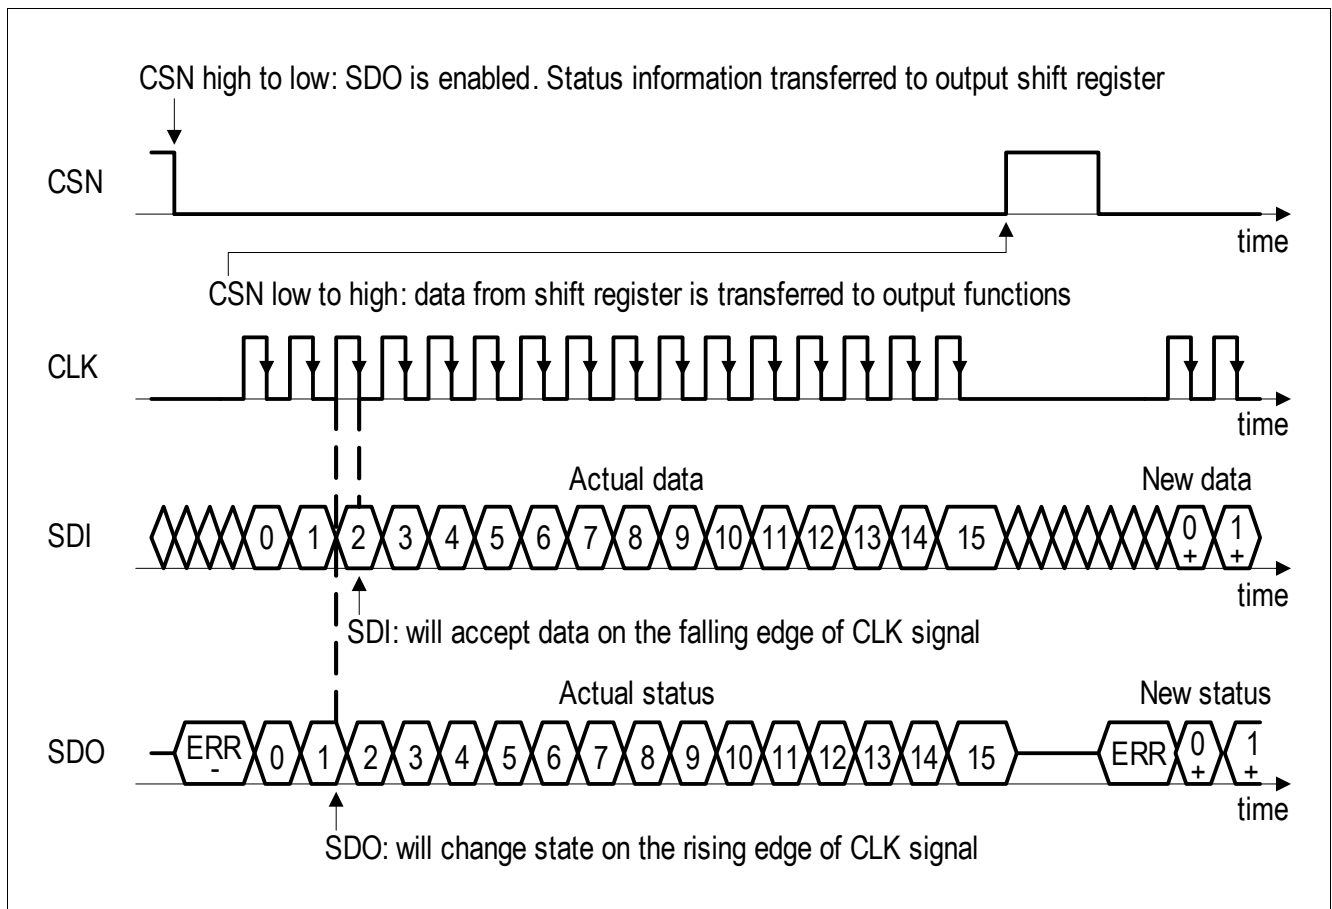 CSN high to low: SDO is enabled. Status information transferred to output shift register
CSN
time
CSN low to high: data from shift register is transferred to output functions
CLK
time
Actual data
New data
SDI
0 1 2 3 4 5 6 7 8 9 10 11 12 13 14 15 0 1
+ +
time
SDI: will accept data on the falling edge of CLK signal
Actual status
New status
SDO
ERR 0 1 2 3 4 5 6 7 8 9 10 11 12 13 14 15 ERR 0 1
- + +
time
SDO: will change state on the rising edge of CLK signal